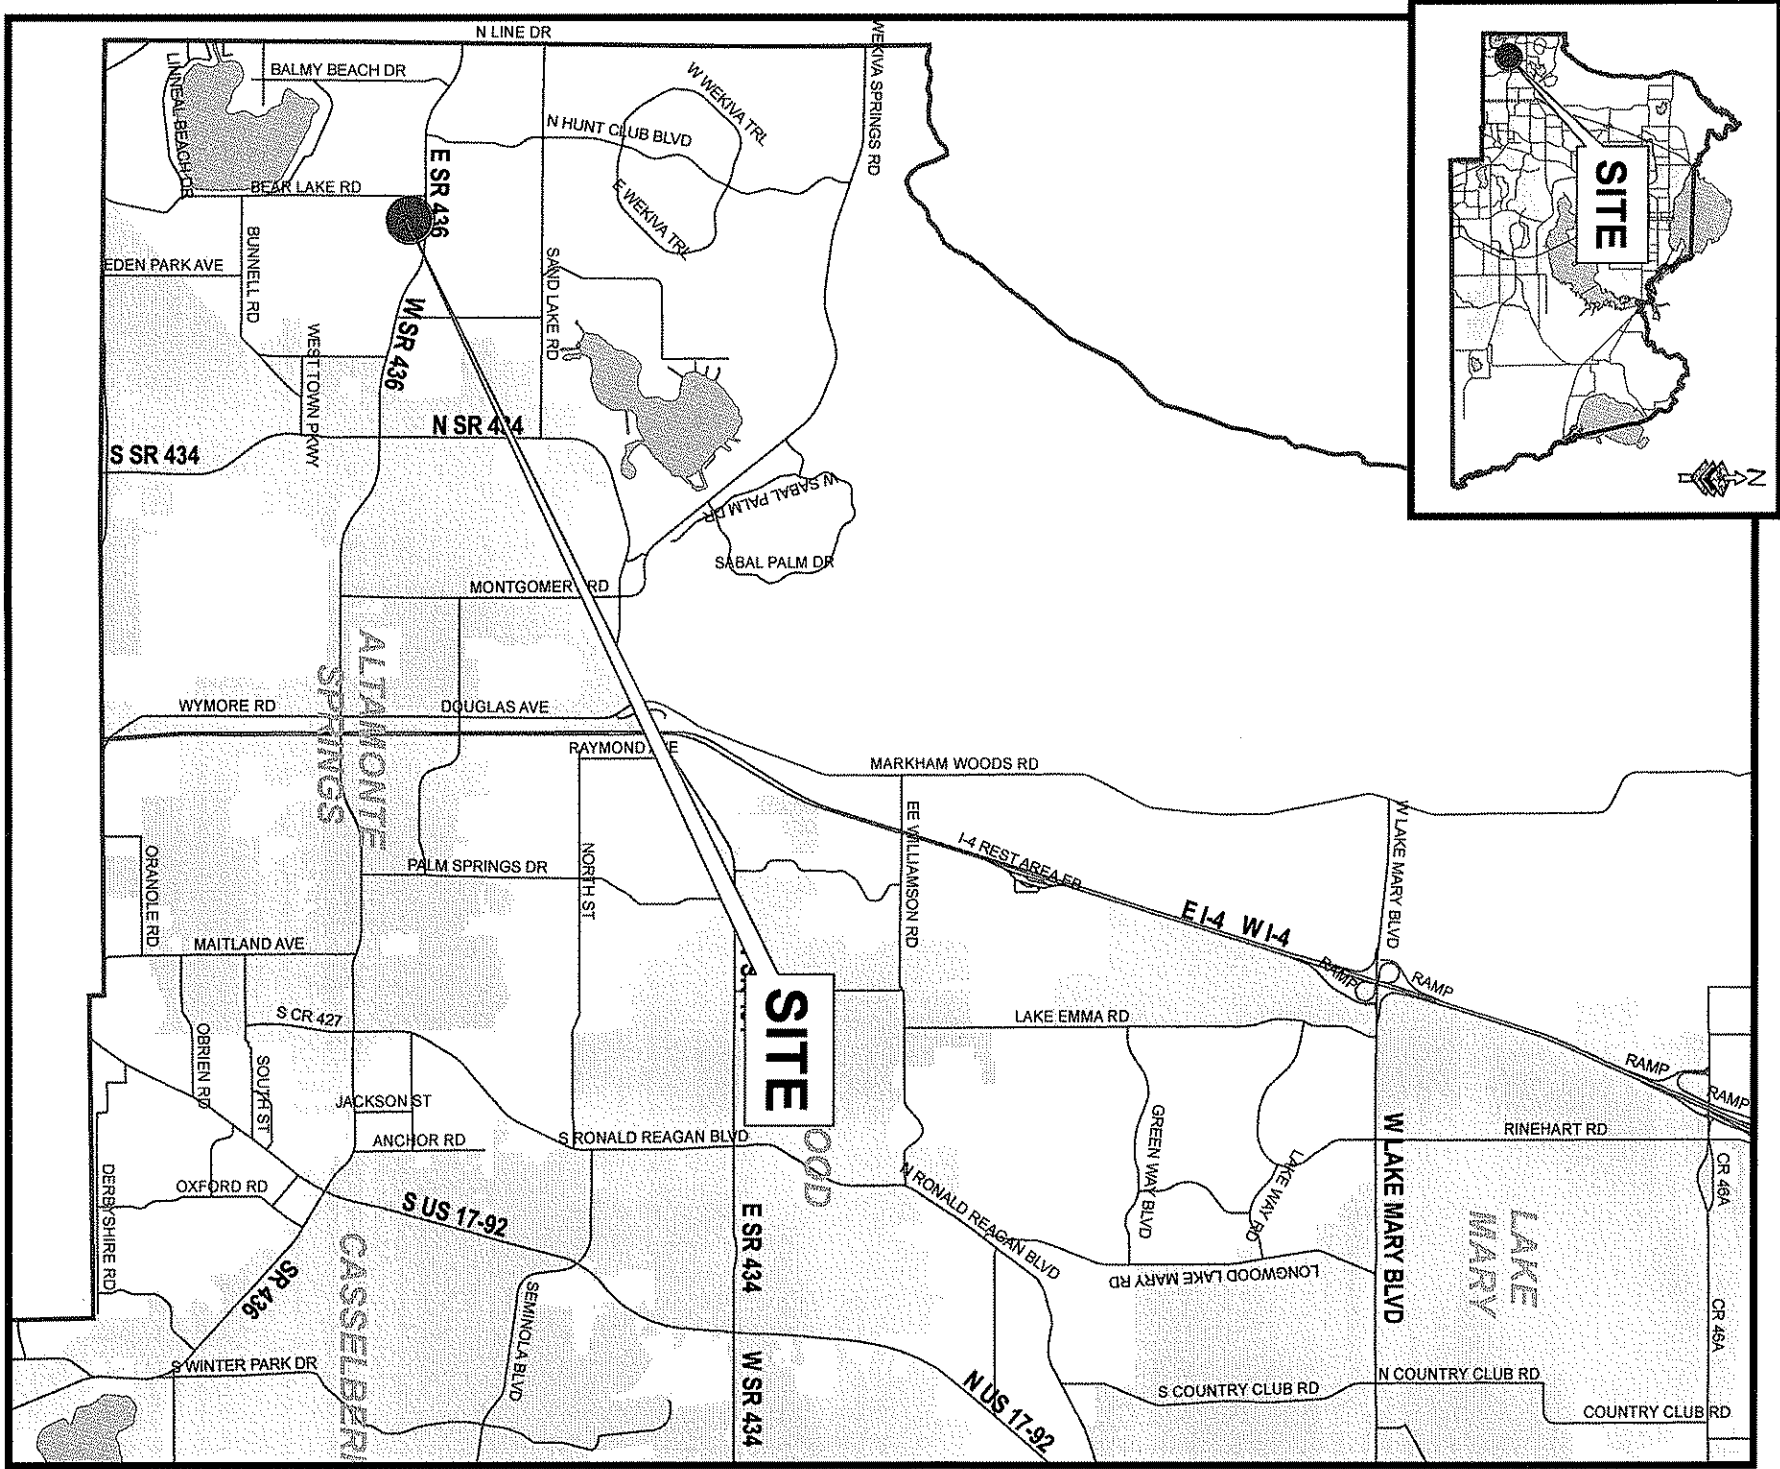 N LINE DR
BALMY BEACH DR
LINNEAL BEACH DR
WEKIVA SPRINGS RD
W WEKIVA TRL
N HUNT CLUB BLVD
E WEKIVA TRL
E SR 436
BEAR LAKE RD
BUNNELL RD
EDEN PARK AVE
SAND LAKE RD
W SR 436
WEST TOWN PKWY
N SR 434
S SR 434
W SABAL PALM DR
SABAL PALM DR
MONTGOMERY RD
ALTAMONTE
SPRINGS
WYMORE RD
DOUGLAS AVE
RAYMOND AVE
MARKHAM WOODS RD
EE WILLIAMSON RD
I-4 REST AREA EB
W LAKE MARY BLVD
E I-4 W I-4
RAMP
RAMP
RAMP
RAMP
PALM SPRINGS DR
NORTH ST
ORANOLE RD
MAITLAND AVE
S CR 427
OBRIEN RD
SOUTH ST
JACKSON ST
ANCHOR RD
OXFORD RD
DERBYSHIRE RD
SITE
OOD
LAKE EMMA RD
GREEN WAY BLVD
LAKE WAY RD
RINEHART RD
CR 46A
CR 46A
S RONALD REAGAN BLVD
N RONALD REAGAN BLVD
LONGWOOD LAKE MARY RD
W LAKE MARY BLVD
LAKE
MARY
S US 17-92
SR 436
E SR 434
W SR 434
CASSELBERR
SEMINOLA BLVD
S WINTER PARK DR
N US 17-92
S COUNTRY CLUB RD
N COUNTRY CLUB RD
COUNTRY CLUB RD
SITE
N